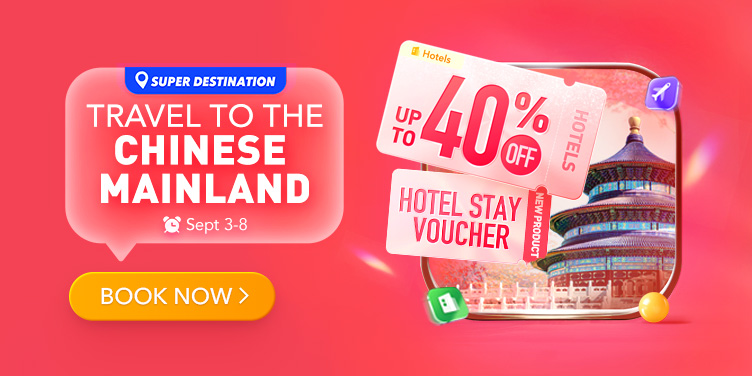 SUPER DESTINATION
TRAVEL TO THE
CHINESE
MAINLAND
Sept 3-8
BOOK NOW >
Hotels
UP
TO
40%
OFF
HOTELS
HOTEL STAY
VOUCHER
NEW PRODUCT